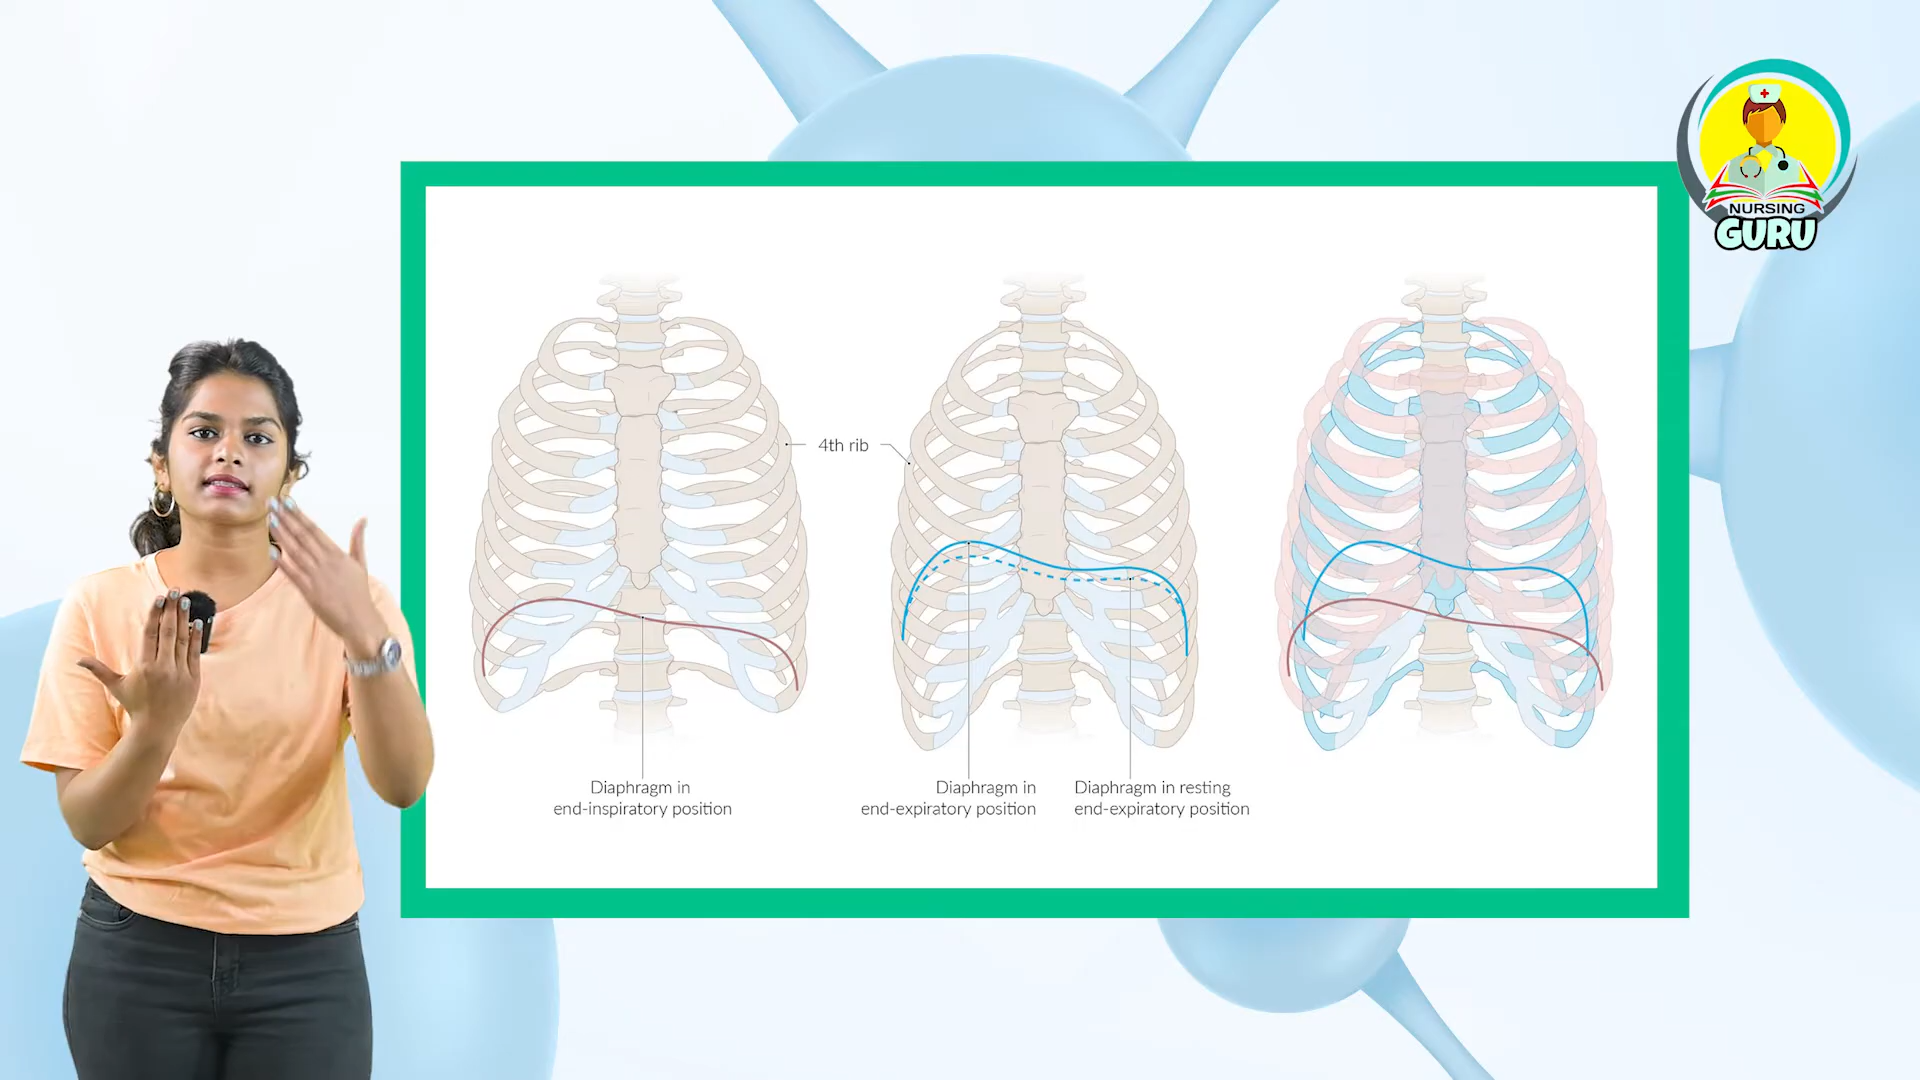 NURSING
GURU
4th rib
Diaphragm in
end-inspiratory position
Diaphragm in
end-expiratory position
Diaphragm in resting
end-expiratory position